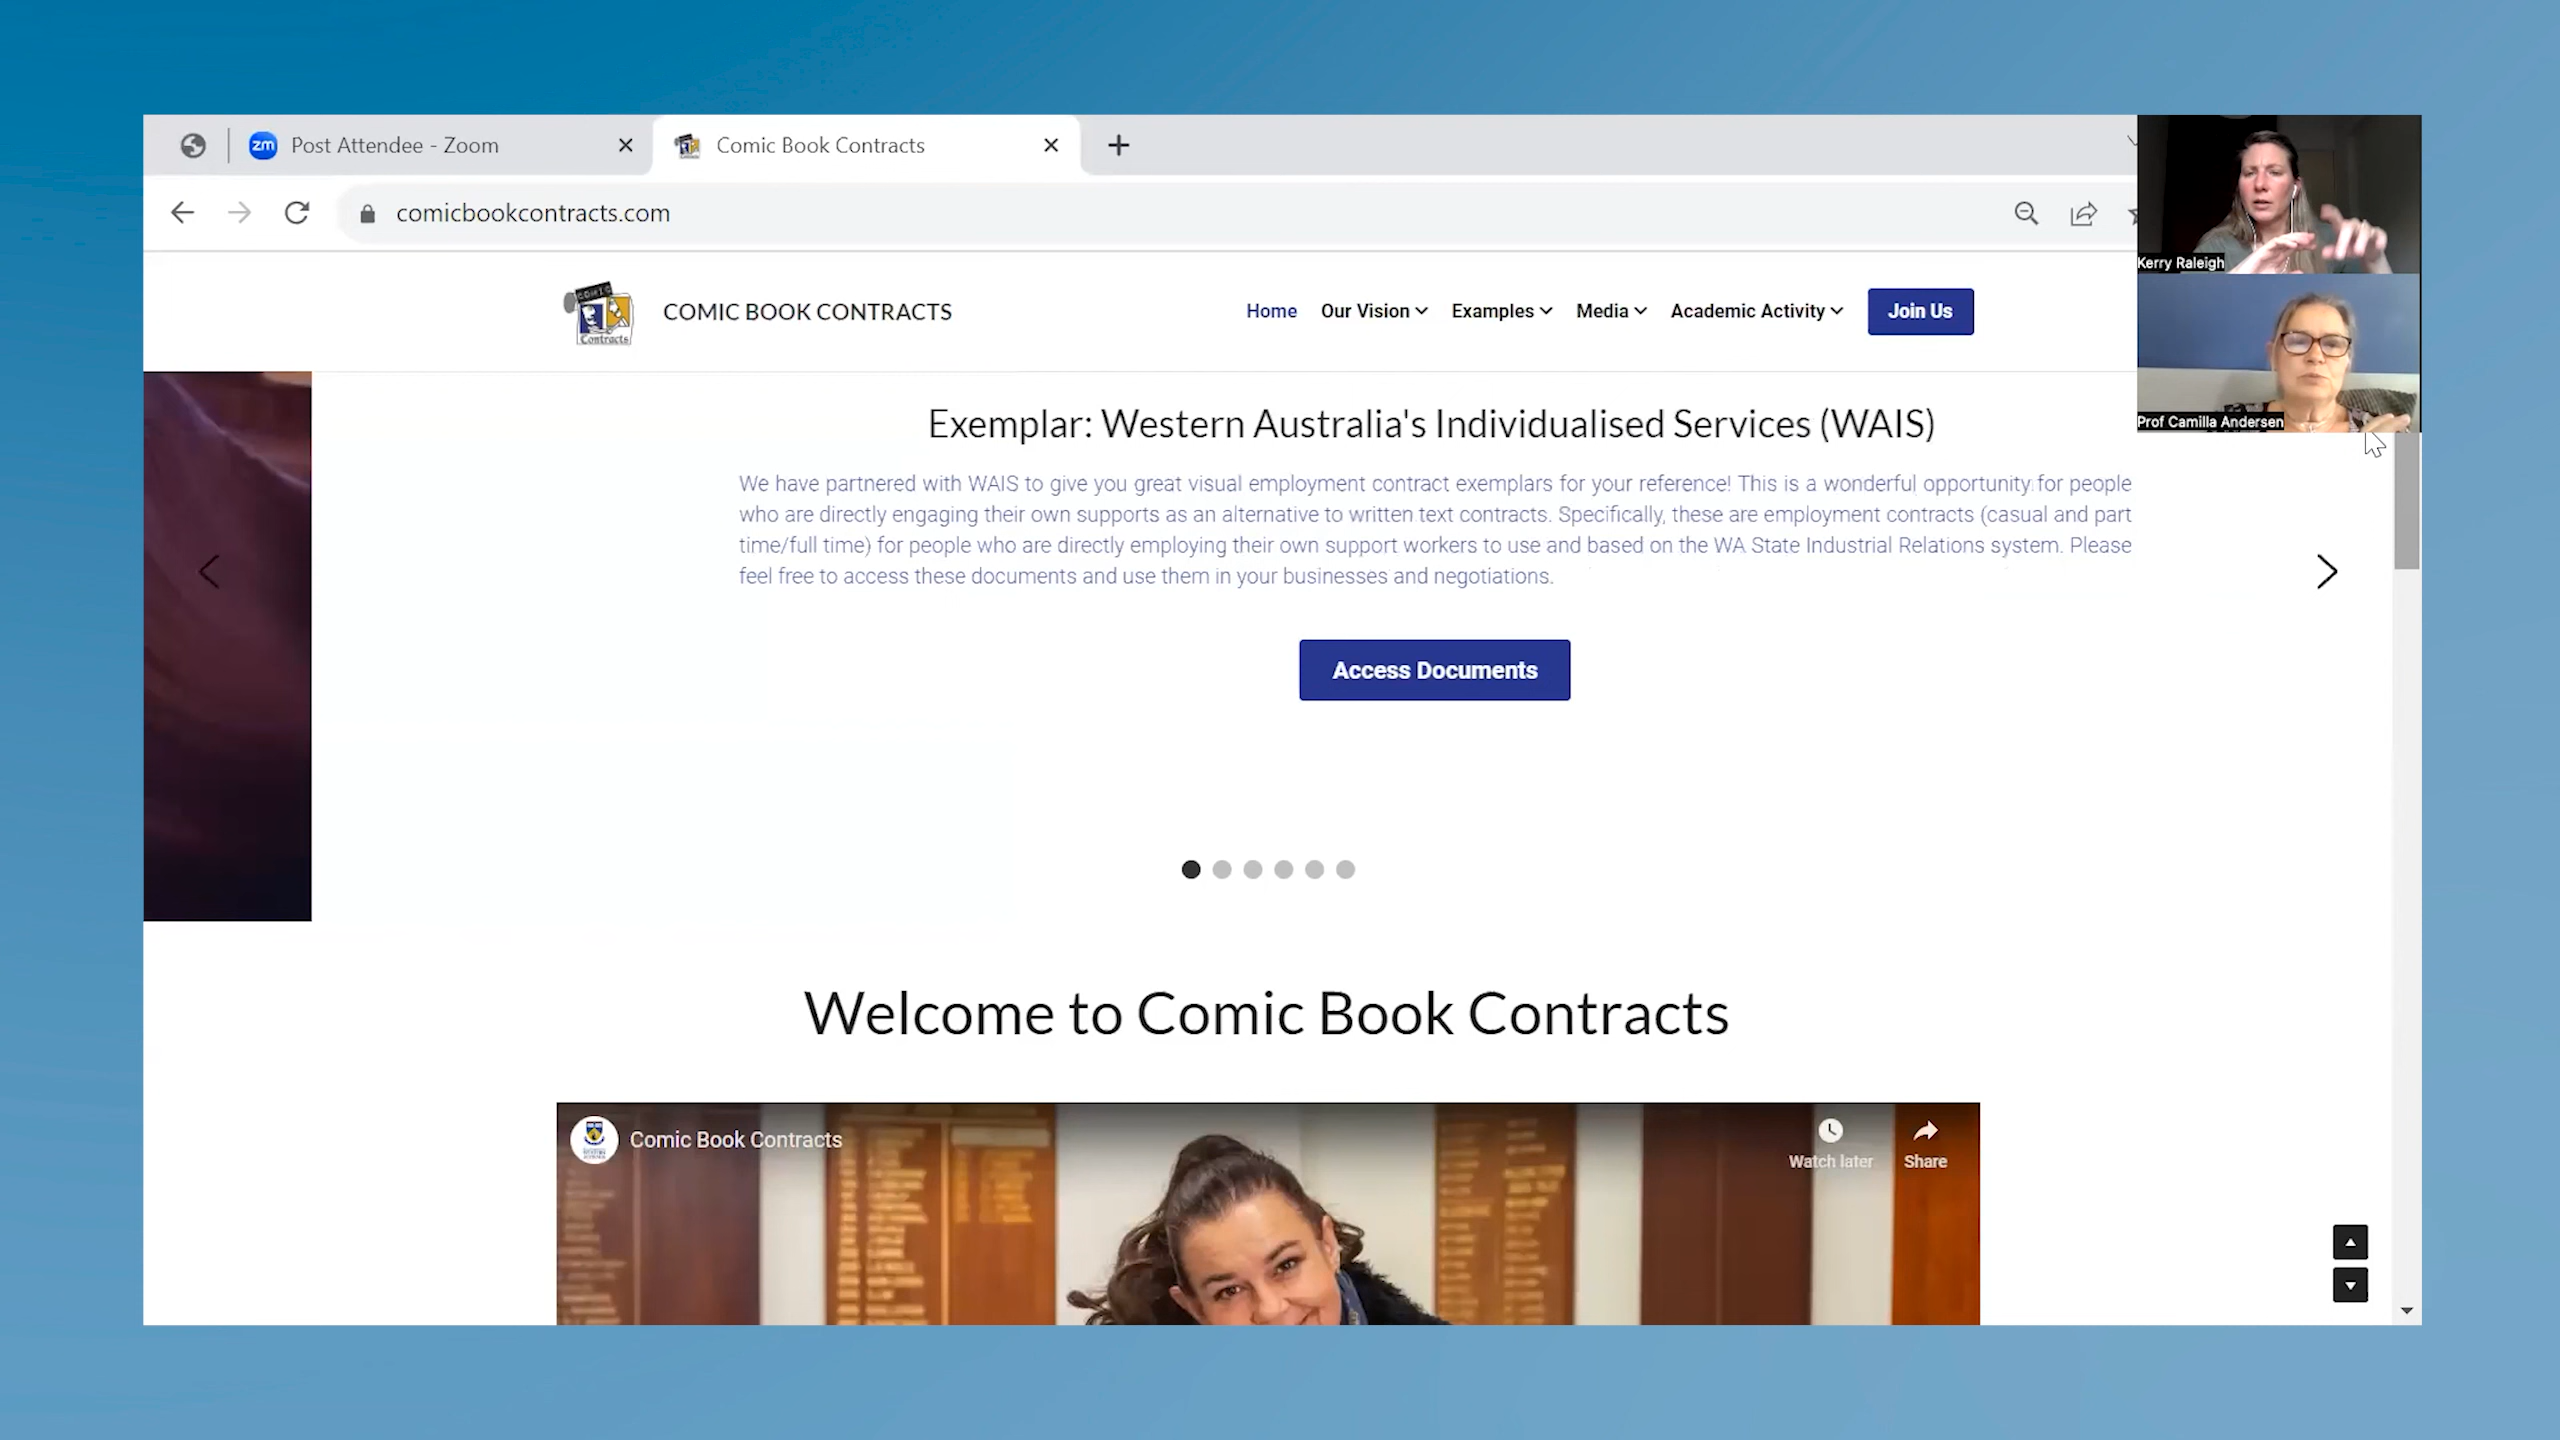 zm Post Attendee - Zoom
Comic Book Contracts
comicbookcontracts.com
Kerry Raleigh
COMIC
Contracts
COMIC BOOK CONTRACTS
Home Our Vision Examples Media Academic Activity Join Us
Prof Camilla Andersen
Exemplar: Western Australia's Individualised Services (WAIS)
We have partnered with WAIS to give you great visual employment contract exemplars for your reference! This is a wonderful opportunity for people
who are directly engaging their own supports as an alternative to written text contracts. Specifically, these are employment contracts (casual and part
time/full time) for people who are directly employing their own support workers to use and based on the WA State Industrial Relations system. Please
feel free to access these documents and use them in your businesses and negotiations.
Access Documents
Welcome to Comic Book Contracts
Comic Book Contracts
Watch later Share